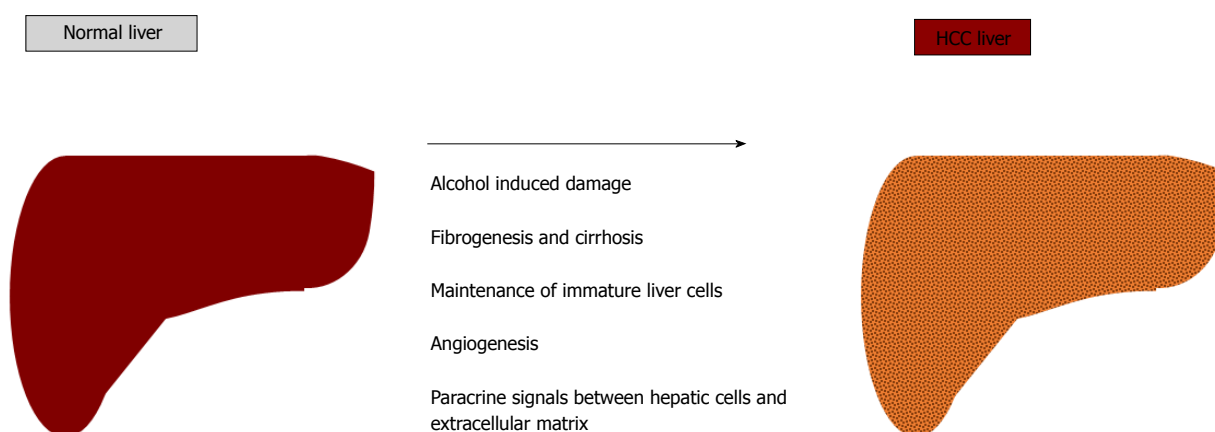 Normal liver
HCC liver
Alcohol induced damage
Fibrogenesis and cirrhosis
Maintenance of immature liver cells
Angiogenesis
Paracrine signals between hepatic cells and
extracellular matrix